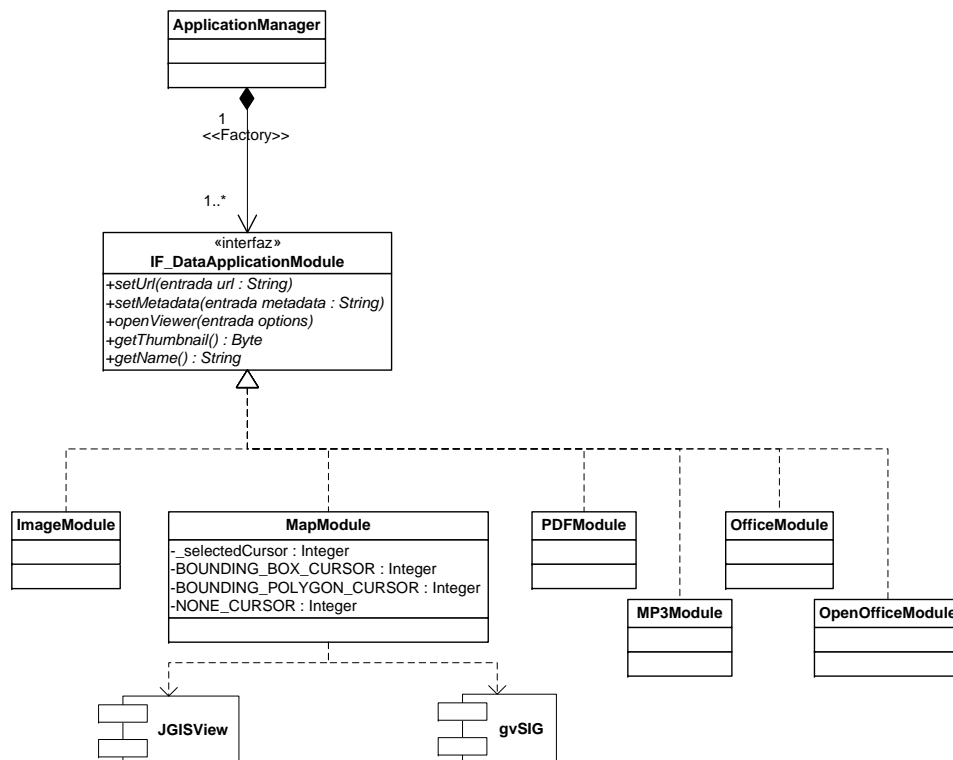 ApplicationManager
1
<<Factory>>
1..*
«interfaz»
IF_DataApplicationModule
+setUrl(entrada url : String)
+setMetadata(entrada metadata : String)
+openViewer(entrada options)
+getThumbnail() : Byte
+getName() : String
ImageModule
MapModule
-_selectedCursor : Integer
-BOUNDING_BOX_CURSOR : Integer
-BOUNDING_POLYGON_CURSOR : Integer
-NONE_CURSOR : Integer
PDFModule
OfficeModule
MP3Module
OpenOfficeModule
JGISView
gvSIG